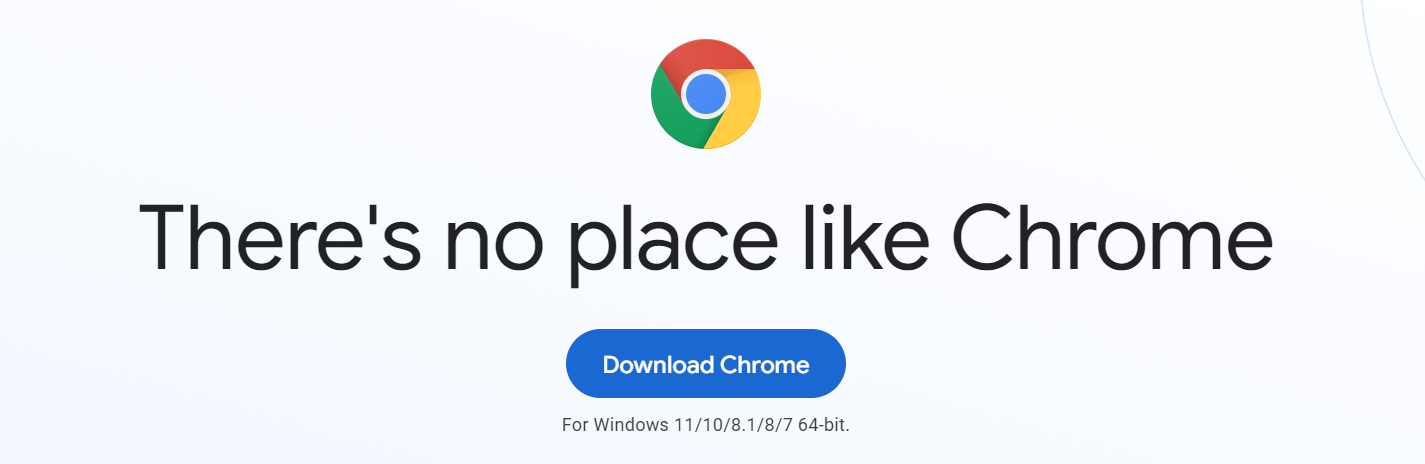 There's no place like Chrome
Download Chrome
For Windows 11/10/8.1/8/7 64-bit.